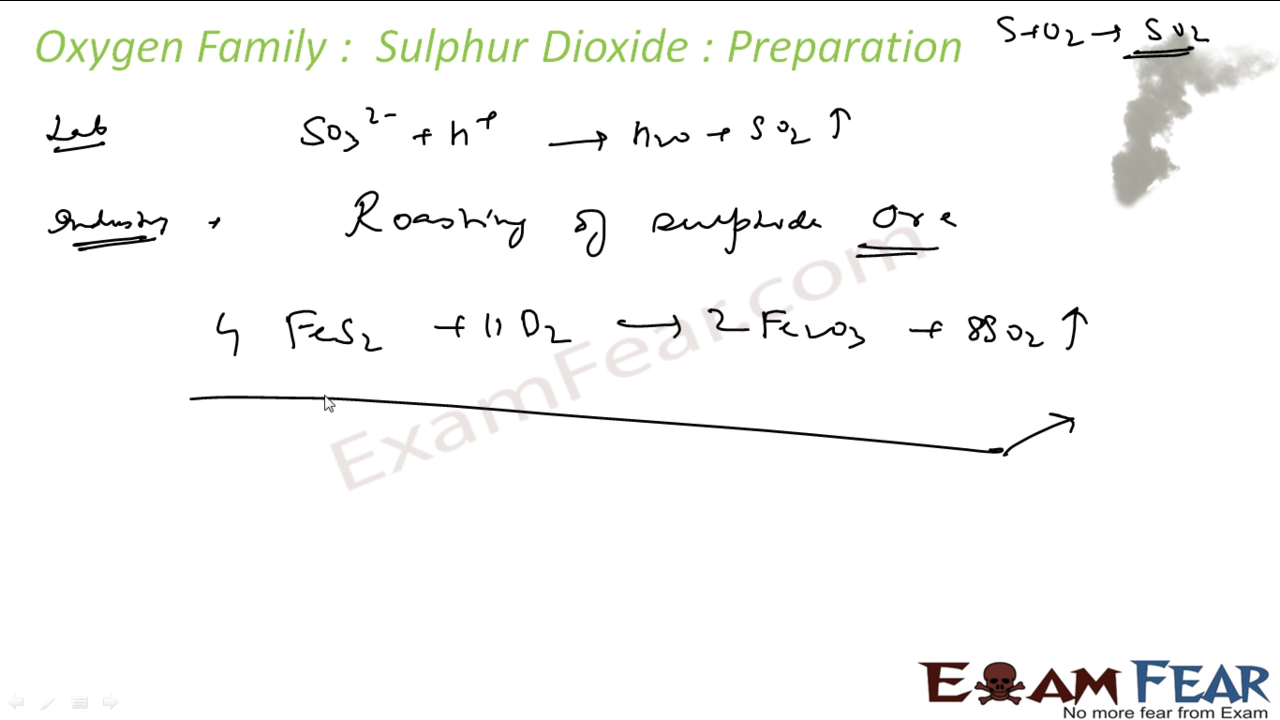 Oxygen Family : Sulphur Dioxide : Preparation
S+O2 → SO2
Lab SO3 2- + h+ → h2O + SO2 ↑
Industry Roasting of sulphide Ore
4 FeS2 + 11 O2 → 2 Fe2O3 + 8SO2 ↑
ExamFear.com
EXAM FEAR
No more fear from Exam